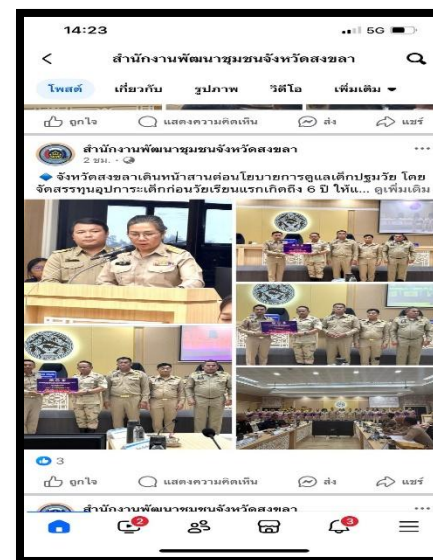 14:23
5G
สำนักงานพัฒนาชุมชนจังหวัดสงขลา
โพสต์ เกี่ยวกับ รูปภาพ วิดีโอ เพิ่มเติม
ถูกใจ แสดงความคิดเห็น ส่ง แชร์
สำนักงานพัฒนาชุมชนจังหวัดสงขลา
2 ชม. ·
🔹 จังหวัดสงขลาเดินหน้าสานต่อนโยบายการดูแลเด็กปฐมวัย โดย
จัดสรรทุนอุปการะเด็กก่อนวัยเรียนแรกเกิดถึง 6 ปี ให้แ... ดูเพิ่มเติม
3
ถูกใจ แสดงความคิดเห็น ส่ง แชร์
สำนักงานพัฒนาชุมชนจังหวัดสงขลา
2 3